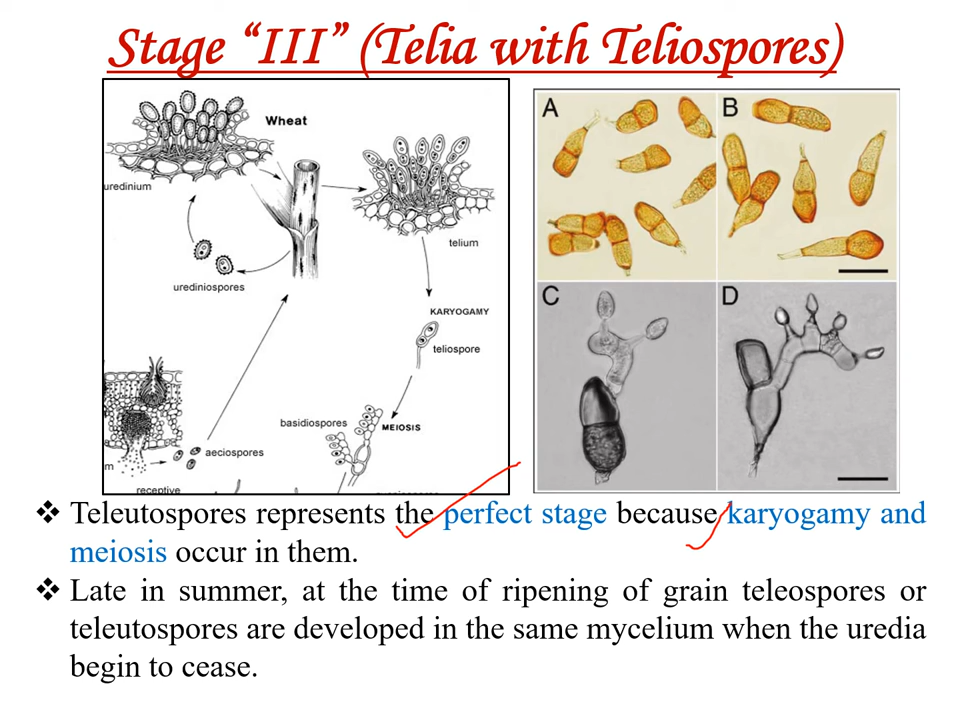 Stage “III” (Telia with Teliospores)
Wheat
uredinium
urediniospores
telium
KARYOGAMY
teliospore
basidiospores
MEIOSIS
aeciospores
m
receptive
A
B
C
D
❖ Teleutospores represents the perfect stage because karyogamy and
meiosis occur in them.
❖ Late in summer, at the time of ripening of grain teleospores or
teleutospores are developed in the same mycelium when the uredia
begin to cease.